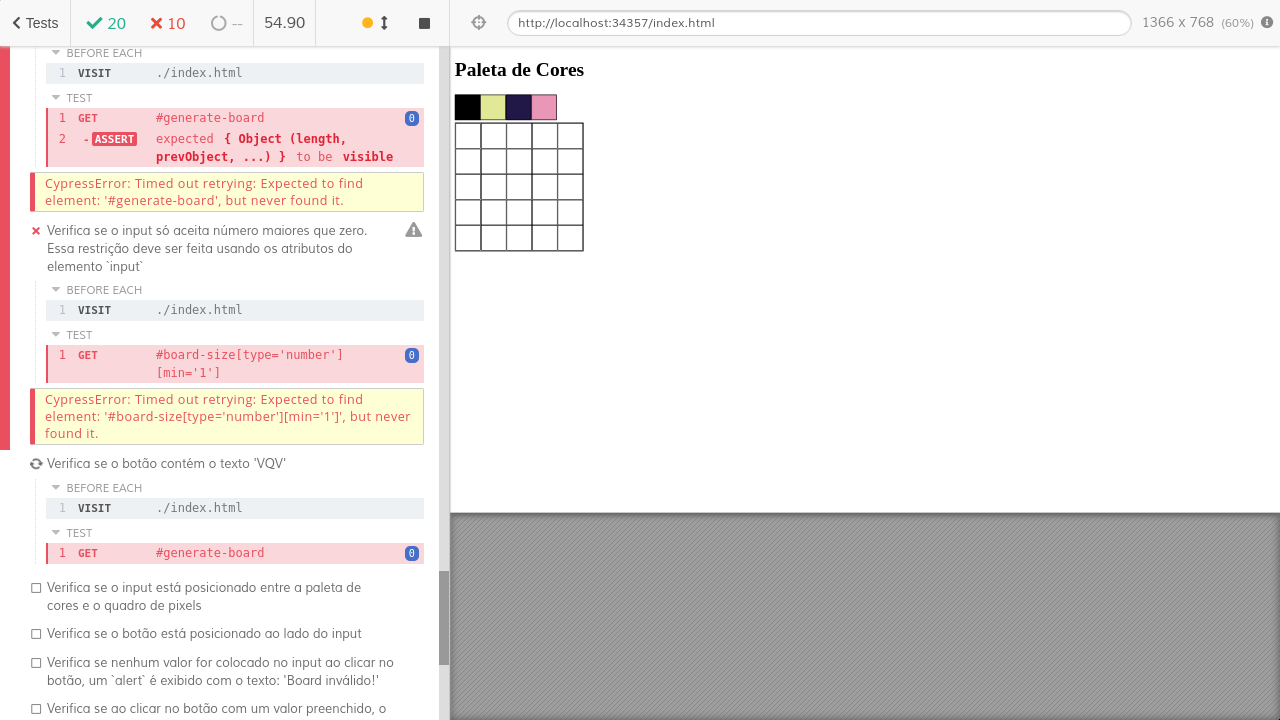 Tests 20 10 -- 54.90
BEFORE EACH
1 VISIT ./index.html
TEST
1 GET #generate-board 0
2 -ASSERT expected { Object (length,
prevObject, ...) } to be visible
CypressError: Timed out retrying: Expected to find
element: '#generate-board', but never found it.
Verifica se o input só aceita número maiores que zero.
Essa restrição deve ser feita usando os atributos do
elemento `input`
BEFORE EACH
1 VISIT ./index.html
TEST
1 GET #board-size[type='number'] 0
[min='1']
CypressError: Timed out retrying: Expected to find
element: '#board-size[type='number'][min='1']', but never
found it.
Verifica se o botão contém o texto 'VQV'
BEFORE EACH
1 VISIT ./index.html
TEST
1 GET #generate-board 0
Verifica se o input está posicionado entre a paleta de
cores e o quadro de pixels
Verifica se o botão está posicionado ao lado do input
Verifica se nenhum valor for colocado no input ao clicar no
botão, um `alert` é exibido com o texto: 'Board inválido!'
Verifica se ao clicar no botão com um valor preenchido, o
http://localhost:34357/index.html 1366 x 768 (60%)
Paleta de Cores